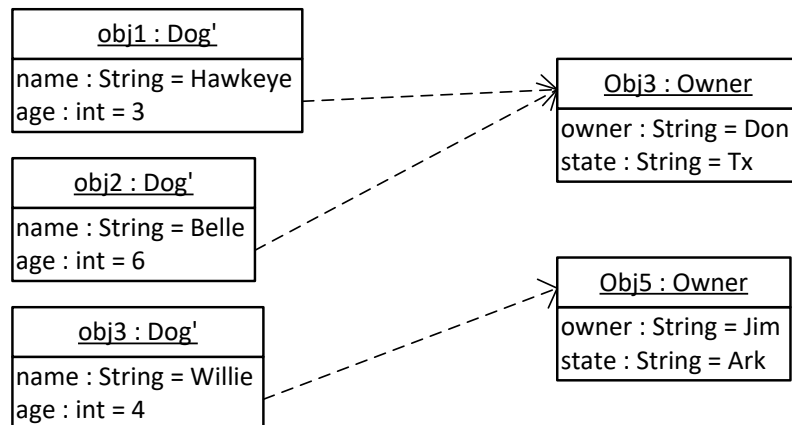 obj1 : Dog'
name : String = Hawkeye
age : int = 3
obj2 : Dog'
name : String = Belle
age : int = 6
obj3 : Dog'
name : String = Willie
age : int = 4
Obj3 : Owner
owner : String = Don
state : String = Tx
Obj5 : Owner
owner : String = Jim
state : String = Ark